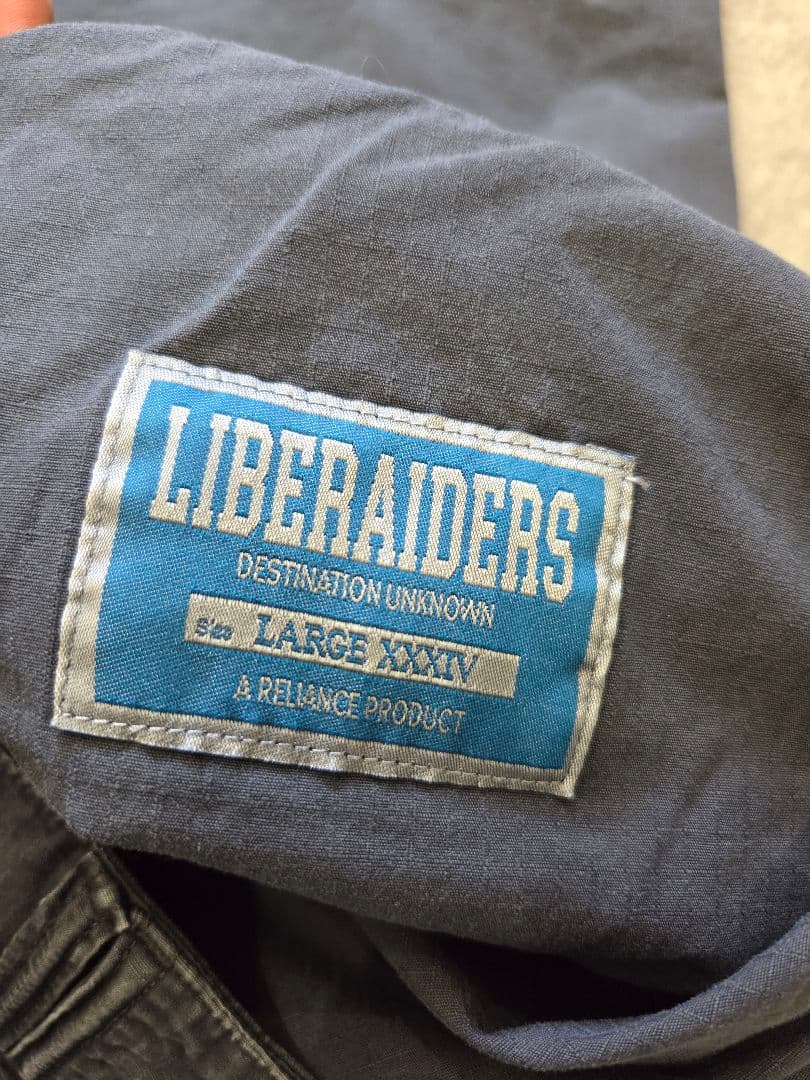 LIBERAIDERS
DESTINATION UNKNOWN
Size LARGE XXXIV
A RELIANCE PRODUCT